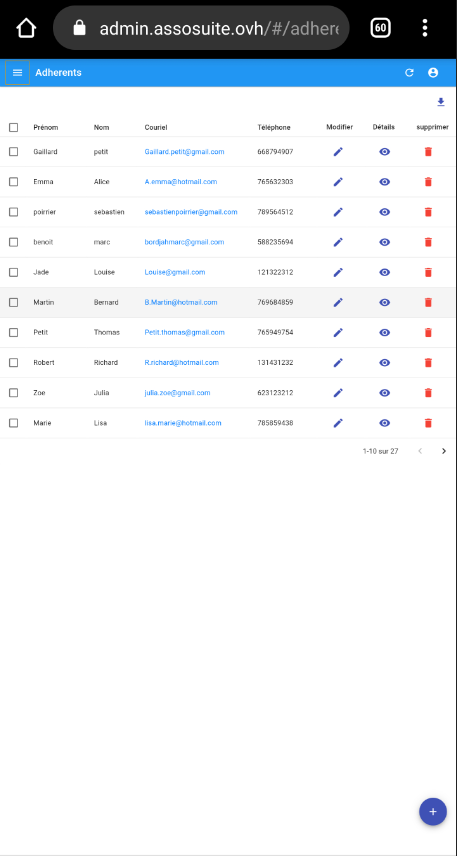 admin.assosuite.ovh/#/adhere
60
Adherents
Prénom Nom Couriel Téléphone Modifier Détails supprimer
Gaillard petit Gaillard.petit@gmail.com 668794907
Emma Alice A.emma@hotmail.com 765632303
poirrier sebastien sebastienpoirrier@gmail.com 789564512
benoit marc bordjahmarc@gmail.com 588235694
Jade Louise Louise@gmail.com 121322312
Martin Bernard B.Martin@hotmail.com 769684859
Petit Thomas Petit.thomas@gmail.com 765949754
Robert Richard R.richard@hotmail.com 131431232
Zoe Julia julia.zoe@gmail.com 623123212
Marie Lisa lisa.marie@hotmail.com 785859438
1-10 sur 27